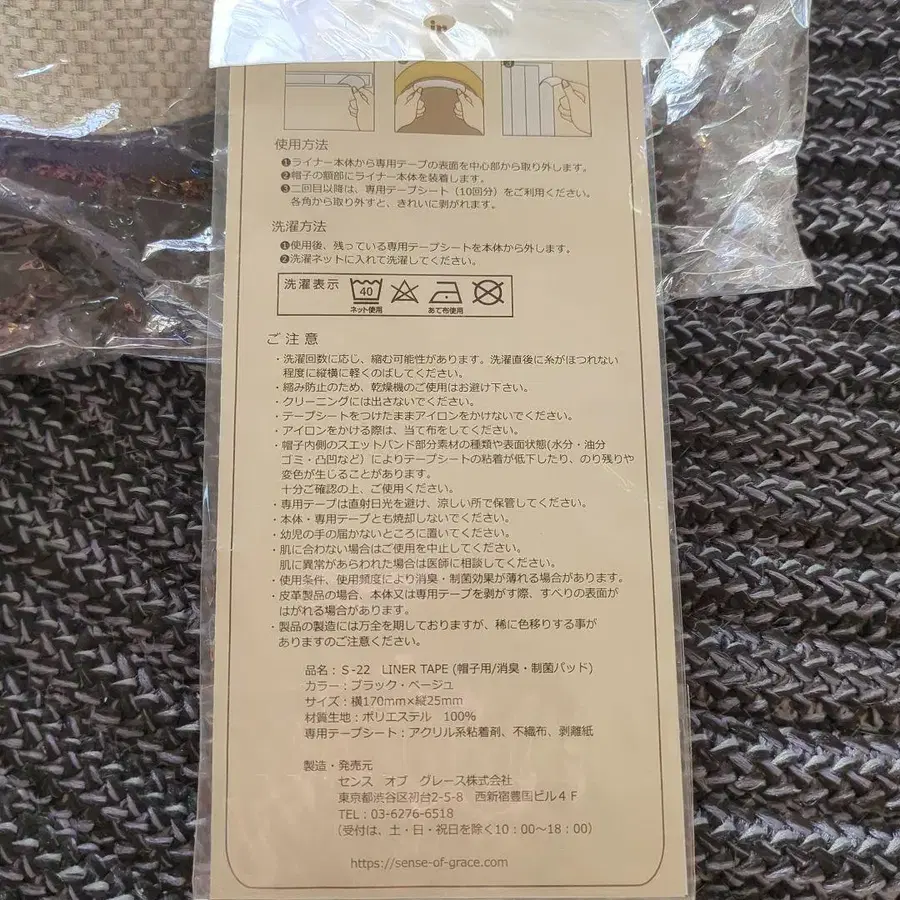 使用方法
❶ライナー本体から専用テープの表面を中心部から取り外します。
❷帽子の額部にライナー本体を装着します。
❸二回目以降は、専用テープシート（10回分）をご利用ください。
各角から取り外すと、きれいに剥がれます。
洗濯方法
❶使用後、残っている専用テープシートを本体から外します。
❷洗濯ネットに入れて洗濯してください。
洗濯表示 40
ネット使用 あて布使用
ご注意
・洗濯回数に応じ、縮む可能性があります。洗濯直後に糸がほつれない
程度に縦横に軽くのばしてください。
・縮み防止のため、乾燥機のご使用はお避け下さい。
・クリーニングには出さないでください。
・テープシートをつけたままアイロンをかけないでください。
・アイロンをかける際は、当て布をしてください。
・帽子内側のスエットバンド部分素材の種類や表面状態(水分・油分
ゴミ・凸凹など）によりテープシートの粘着が低下したり、のり残りや
変色が生じることがあります。
十分ご確認の上、ご使用ください。
・専用テープは直射日光を避け、涼しい所で保管してください。
・本体・専用テープとも焼却しないでください。
・幼児の手の届かないところに置いてください。
・肌に合わない場合はご使用を中止してください。
肌に異常があられた場合は医師に相談してください。
・使用条件、使用頻度により消臭・制菌効果が薄れる場合があります。
・皮革製品の場合、本体又は専用テープを剥がす際、すべりの表面が
はがれる場合があります。
・製品の製造には万全を期しておりますが、稀に色移りする事が
ありますのご注意ください。
品名：Ｓ-22 LINER TAPE (帽子用/消臭・制菌パッド)
カラー：ブラック・ベージュ
サイズ：横170mm×縦25mm
材質生地：ポリエステル 100%
専用テープシート：アクリル系粘着剤、不織布、剥離紙
製造・発売元
センス オブ グレース株式会社
東京都渋谷区初台2-5-8 西新宿豊国ビル４Ｆ
TEL：03-6276-6518
（受付は、土・日・祝日を除く10：00〜18：00）
https://sense-of-grace.com